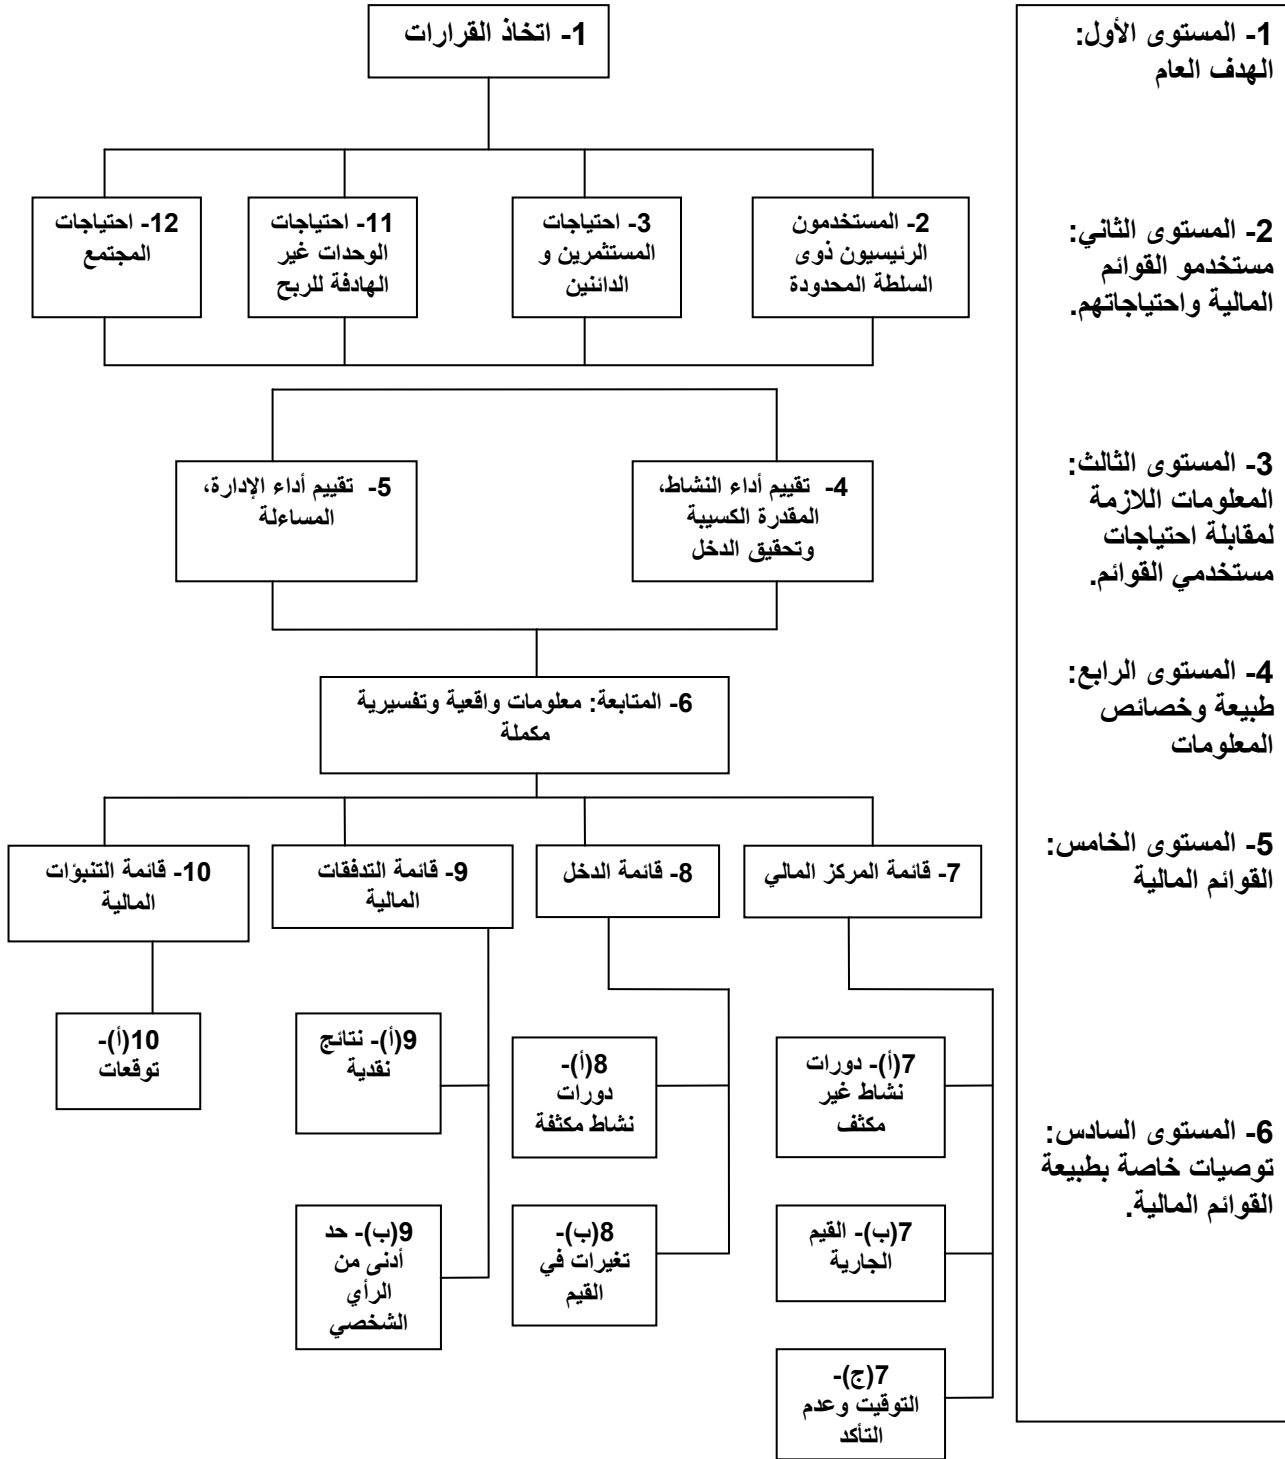 1- اتخاذ القرارات
2- المستخدمون
الرئيسيون ذوى
السلطة المحدودة
3- احتياجات
المستثمرين و
الدائنين
11- احتياجات
الوحدات غير
الهادفة للربح
12- احتياجات
المجتمع
4- تقييم أداء النشاط،
المقدرة الكسيبة
وتحقيق الدخل
5- تقييم أداء الإدارة،
المساءلة
6- المتابعة: معلومات واقعية وتفسيرية
مكملة
7- قائمة المركز المالي
8- قائمة الدخل
9- قائمة التدفقات
المالية
10- قائمة التنبؤات
المالية
7(أ)- دورات
نشاط غير
مكثف
7(ب)- القيم
الجارية
7(ج)-
التوقيت وعدم
التأكد
8(أ)-
دورات
نشاط مكثفة
8(ب)-
تغيرات في
القيم
9(أ)- نتائج
نقدية
9(ب)- حد
أدنى من
الرأي
الشخصي
10(أ)-
توقعات
1- المستوى الأول:
الهدف العام
2- المستوى الثاني:
مستخدمو القوائم
المالية واحتياجاتهم.
3- المستوى الثالث:
المعلومات اللازمة
لمقابلة احتياجات
مستخدمي القوائم.
4- المستوى الرابع:
طبيعة وخصائص
المعلومات
5- المستوى الخامس:
القوائم المالية
6- المستوى السادس:
توصيات خاصة بطبيعة
القوائم المالية.